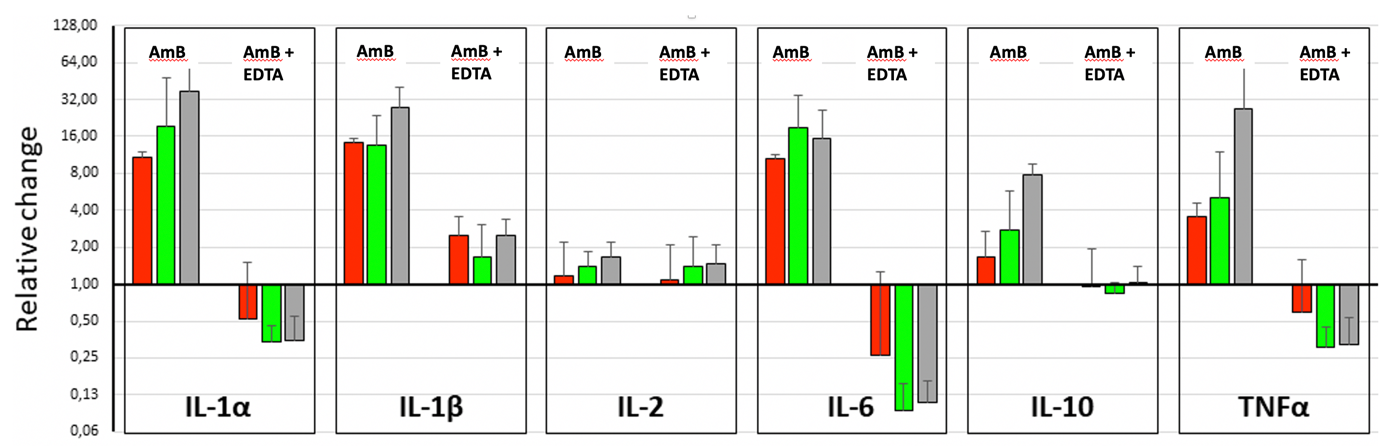 Relative change
128,00
64,00
32,00
16,00
8,00
4,00
2,00
1,00
0,50
0,25
0,13
0,06
AmB
AmB +
EDTA
IL-1α
AmB
AmB +
EDTA
IL-1β
AmB
AmB +
EDTA
IL-2
AmB
AmB +
EDTA
IL-6
AmB
AmB +
EDTA
IL-10
AmB
AmB +
EDTA
TNFα